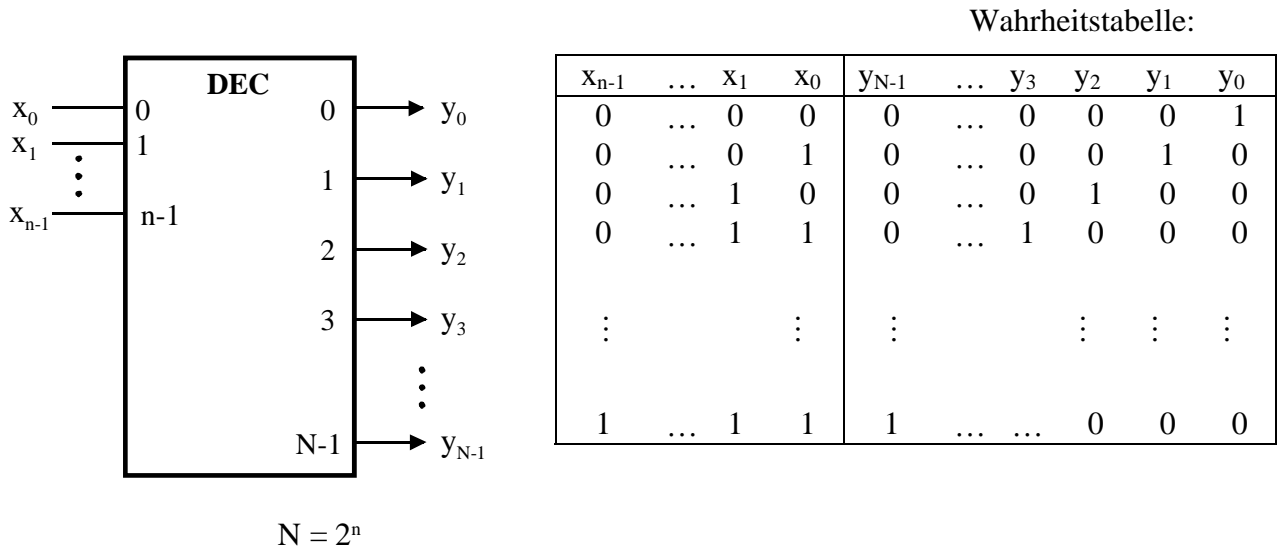 Wahrheitstabelle:
DEC
x0 0 0 y0
x1 1
1 y1
xn-1 n-1
2 y2
3 y3
N-1 yN-1
N = 2ⁿ
xn-1 … x1 x0 yN-1 … y3 y2 y1 y0
0 … 0 0 0 … 0 0 0 1
0 … 0 1 0 … 0 0 1 0
0 … 1 0 0 … 0 1 0 0
0 … 1 1 0 … 1 0 0 0
⋮ ⋮ ⋮ ⋮ ⋮ ⋮
1 … 1 1 1 … … 0 0 0